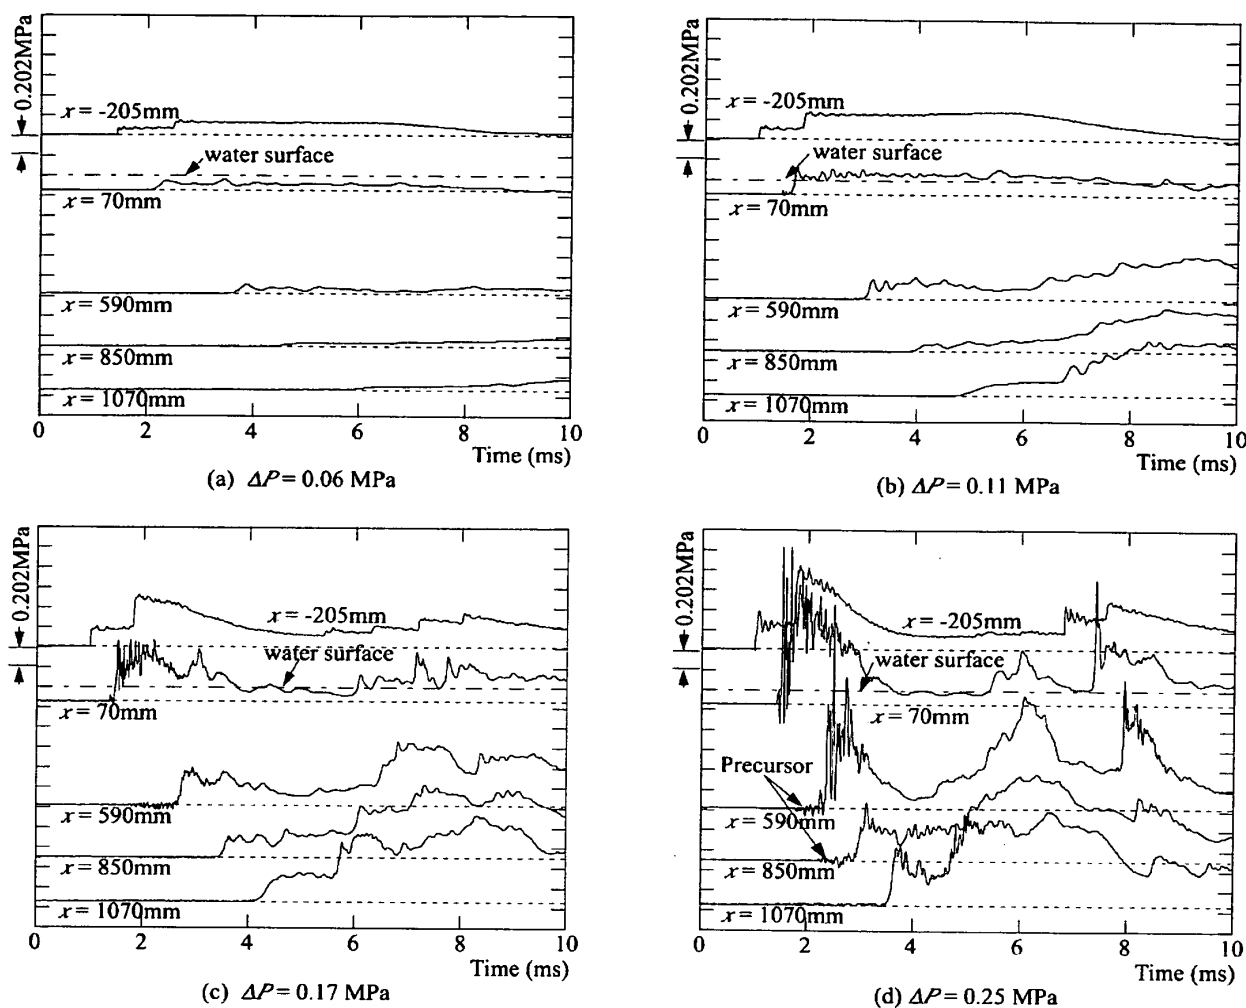 0.202MPa
x = -205mm
water surface
x = 70mm
x = 590mm
x = 850mm
x = 1070mm
0 2 4 6 8 10
Time (ms)
(a) ΔP = 0.06 MPa
0.202MPa
x = -205mm
water surface
x = 70mm
x = 590mm
x = 850mm
x = 1070mm
0 2 4 6 8 10
Time (ms)
(b) ΔP = 0.11 MPa
0.202MPa
x = -205mm
water surface
x = 70mm
x = 590mm
x = 850mm
x = 1070mm
0 2 4 6 8 10
Time (ms)
(c) ΔP = 0.17 MPa
0.202MPa
x = -205mm
water surface
x = 70mm
Precursor
x = 590mm
x = 850mm
x = 1070mm
0 2 4 6 8 10
Time (ms)
(d) ΔP = 0.25 MPa